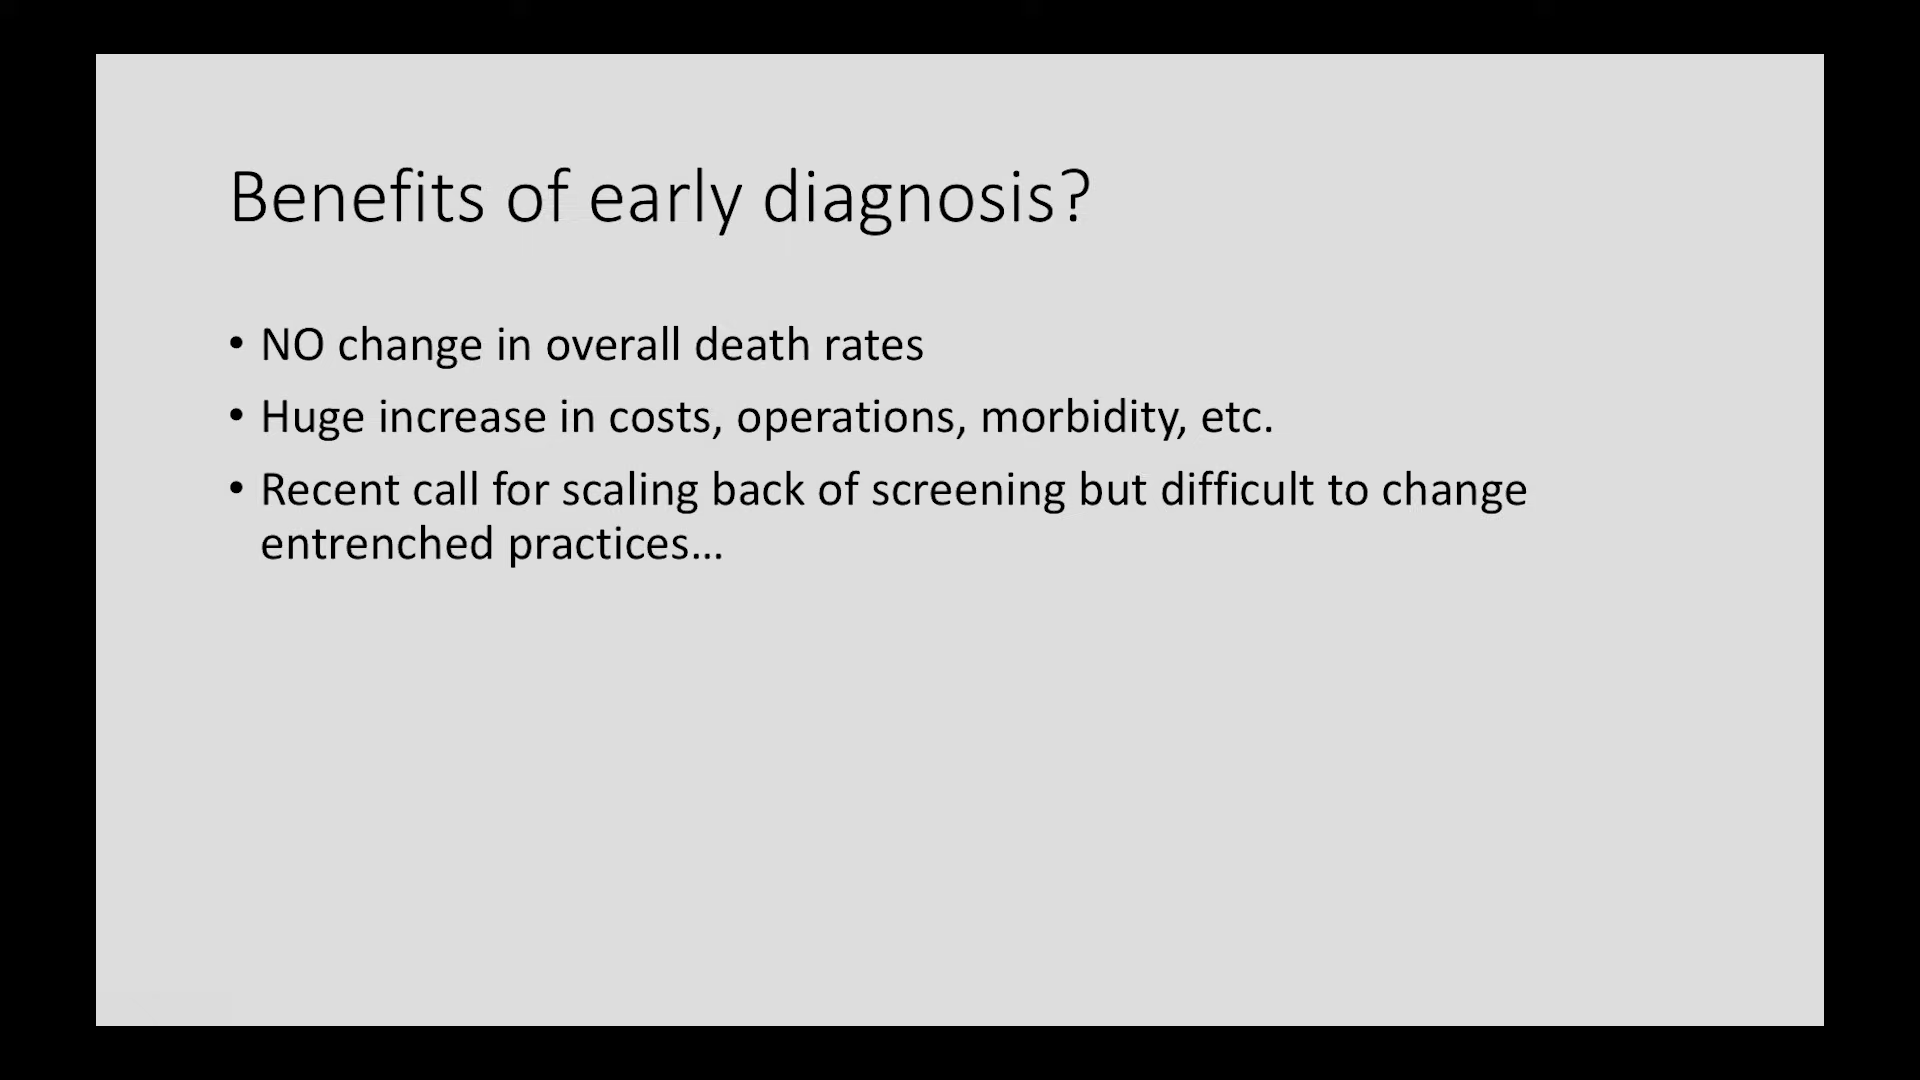 Benefits of early diagnosis?
• NO change in overall death rates
• Huge increase in costs, operations, morbidity, etc.
• Recent call for scaling back of screening but difficult to change
entrenched practices…